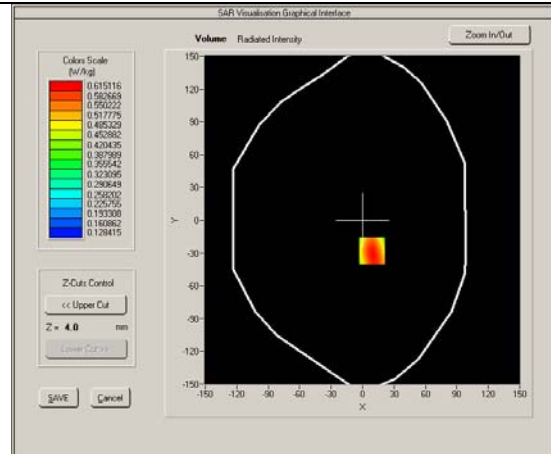 SAR Visualisation Graphical Interface
Volume Radiated Intensity
Zoom In/Out
Colors Scale
(W/kg)
0.615116
0.582669
0.550222
0.517775
0.485329
0.452882
0.420435
0.387989
0.355542
0.323095
0.290649
0.258202
0.225755
0.193308
0.160862
0.128415
Z-Cuts Control
<< Upper Cut
Z = 4.0 mm
SAVE
Cancel
150
120
90
60
30
0
-30
-60
-90
-120
-150
Y
-150 -120 -90 -60 -30 0 30 60 90 120 150
X